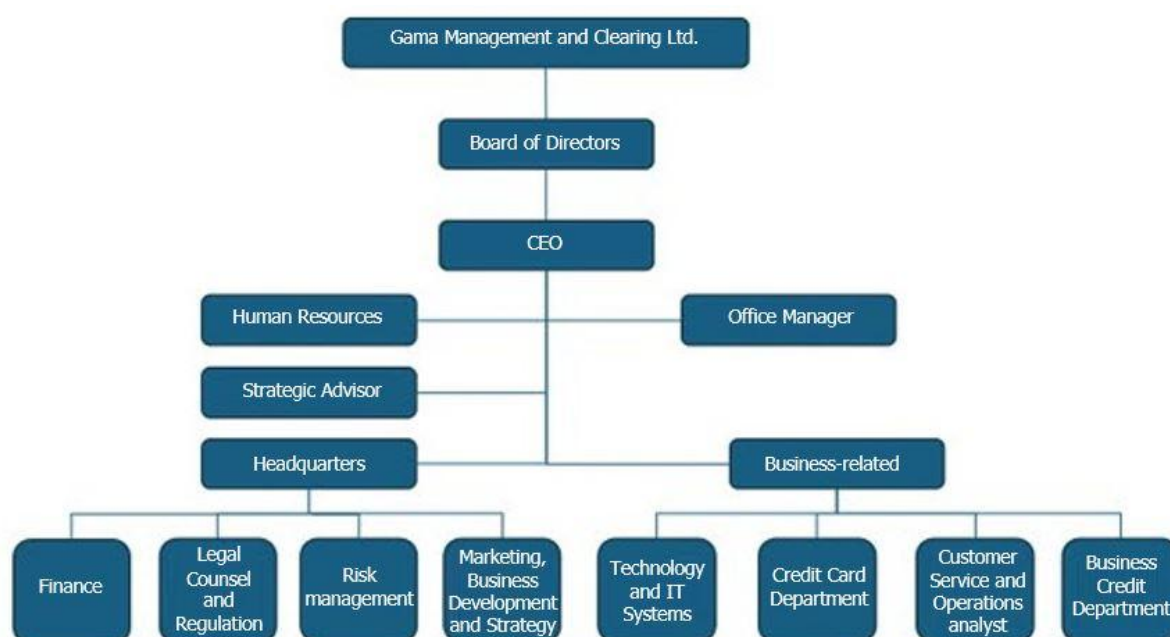 Gama Management and Clearing Ltd.
Board of Directors
CEO
Human Resources
Office Manager
Strategic Advisor
Headquarters
Business-related
Finance
Legal
Counsel
and
Regulation
Risk
management
Marketing,
Business
Development
and Strategy
Technology
and IT
Systems
Credit Card
Department
Customer
Service and
Operations
analyst
Business
Credit
Department